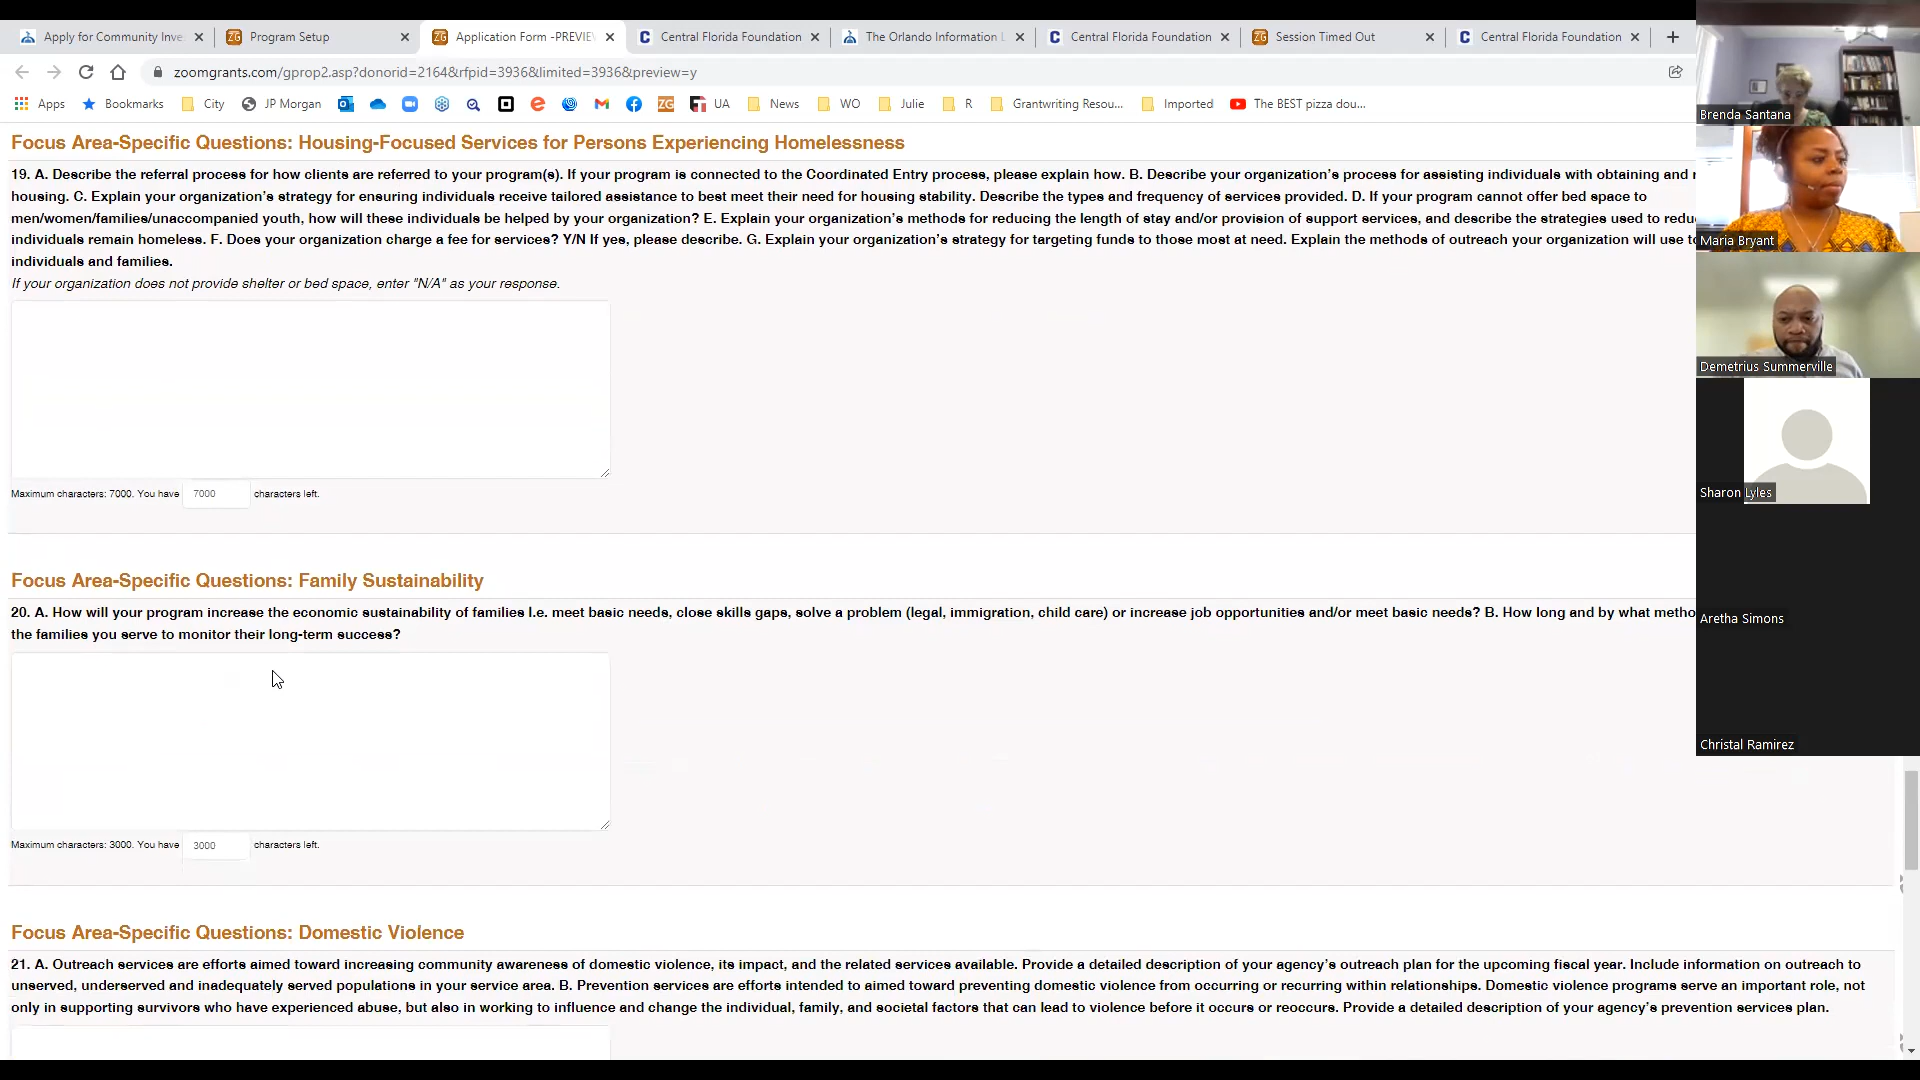 Apply for Community Inve
Program Setup
Application Form -PREVIEW
Central Florida Foundation
The Orlando Information
Central Florida Foundation
Session Timed Out
Central Florida Foundation
zoomgrants.com/gprop2.asp?donorid=2164&rfpid=3936&limited=3936&preview=y
Apps
Bookmarks
City
JP Morgan
UA
News
WO
Julie
R
Grantwriting Resou...
Imported
The BEST pizza dou...
Focus Area-Specific Questions: Housing-Focused Services for Persons Experiencing Homelessness
19. A. Describe the referral process for how clients are referred to your program(s). If your program is connected to the Coordinated Entry process, please explain how. B. Describe your organization's process for assisting individuals with obtaining and
housing. C. Explain your organization's strategy for ensuring individuals receive tailored assistance to best meet their need for housing stability. Describe the types and frequency of services provided. D. If your program cannot offer bed space to
men/women/families/unaccompanied youth, how will these individuals be helped by your organization? E. Explain your organization's methods for reducing the length of stay and/or provision of support services, and describe the strategies used to redu
individuals remain homeless. F. Does your organization charge a fee for services? Y/N If yes, please describe. G. Explain your organization's strategy for targeting funds to those most at need. Explain the methods of outreach your organization will use to
individuals and families.
If your organization does not provide shelter or bed space, enter "N/A" as your response.
Maximum characters: 7000. You have 7000 characters left.
Focus Area-Specific Questions: Family Sustainability
20. A. How will your program increase the economic sustainability of families I.e. meet basic needs, close skills gaps, solve a problem (legal, immigration, child care) or increase job opportunities and/or meet basic needs? B. How long and by what metho
the families you serve to monitor their long-term success?
Maximum characters: 3000. You have 3000 characters left.
Focus Area-Specific Questions: Domestic Violence
21. A. Outreach services are efforts aimed toward increasing community awareness of domestic violence, its impact, and the related services available. Provide a detailed description of your agency's outreach plan for the upcoming fiscal year. Include information on outreach to
unserved, underserved and inadequately served populations in your service area. B. Prevention services are efforts intended to aimed toward preventing domestic violence from occurring or recurring within relationships. Domestic violence programs serve an important role, not
only in supporting survivors who have experienced abuse, but also in working to influence and change the individual, family, and societal factors that can lead to violence before it occurs or reoccurs. Provide a detailed description of your agency's prevention services plan.
Brenda Santana
Maria Bryant
Demetrius Summerville
Sharon Lyles
Aretha Simons
Christal Ramirez